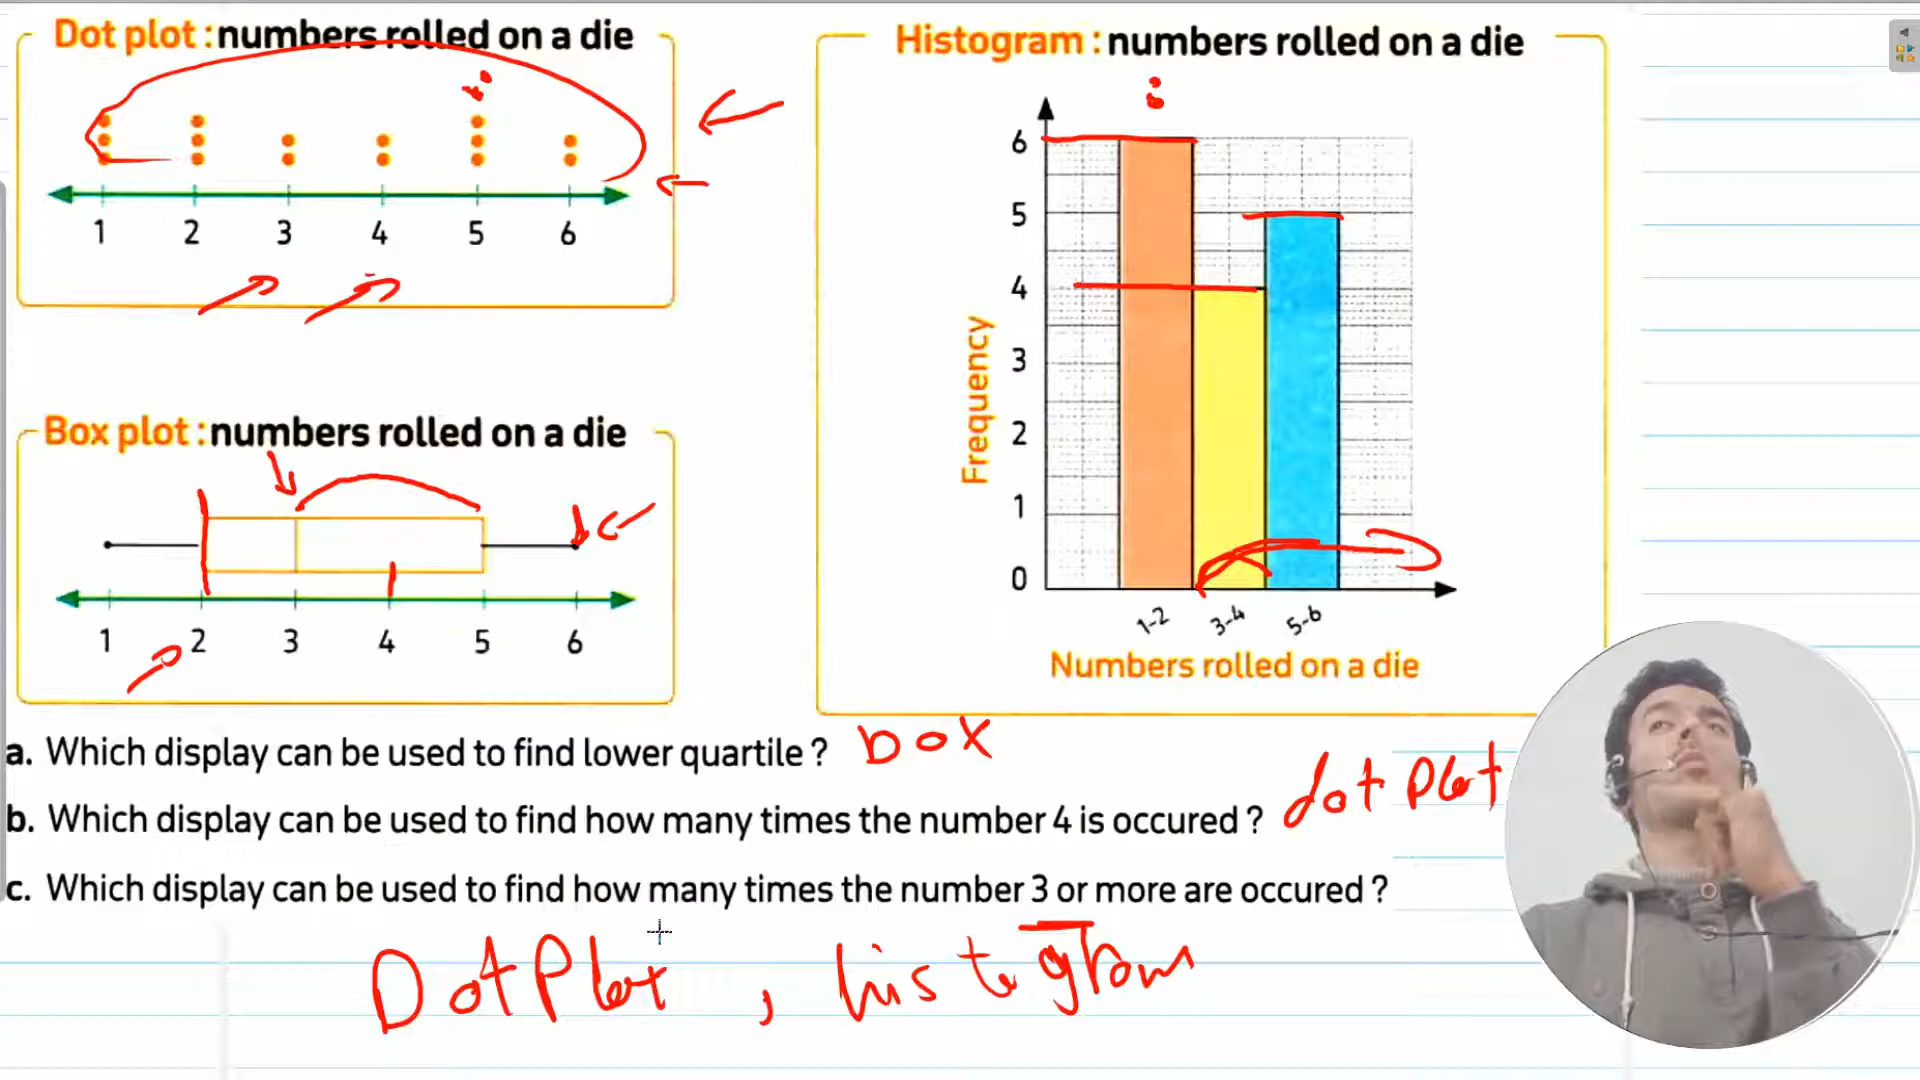 Dot plot : numbers rolled on a die
1 2 3 4 5 6
Box plot : numbers rolled on a die
1 2 3 4 5 6
Histogram : numbers rolled on a die
6
5
4
3
2
1
0
Frequency
1-2 3-4 5-6
Numbers rolled on a die
a. Which display can be used to find lower quartile ? box
b. Which display can be used to find how many times the number 4 is occured ? dot plot
c. Which display can be used to find how many times the number 3 or more are occured ?
Dot Plot , histogram